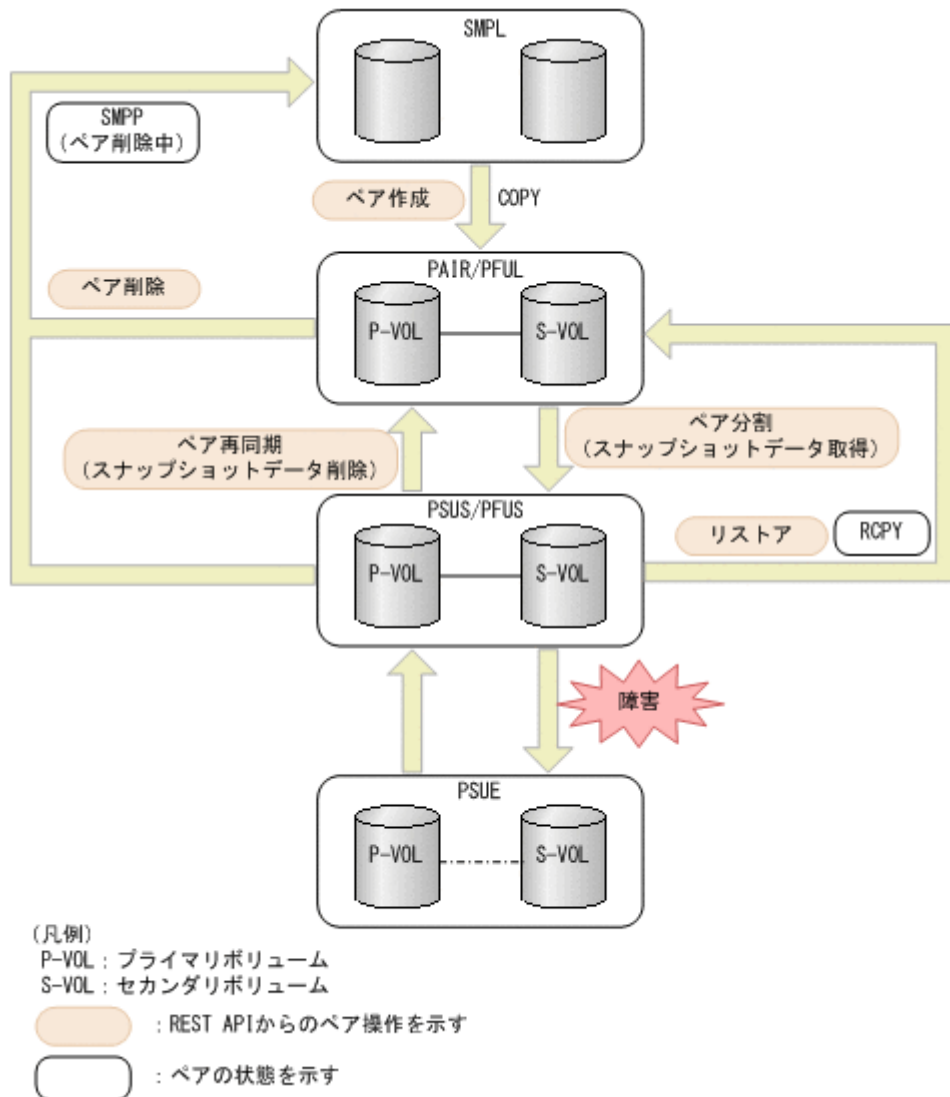 SMPL
SMPP
(ペア削除中)
ペア作成
COPY
PAIR/PFUL
ペア削除
P-VOL
S-VOL
ペア再同期
(スナップショットデータ削除)
ペア分割
(スナップショットデータ取得)
PSUS/PFUS
リストア
RCPY
P-VOL
S-VOL
障害
PSUE
P-VOL
S-VOL
(凡例)
P-VOL:プライマリボリューム
S-VOL:セカンダリボリューム
:REST APIからのペア操作を示す
:ペアの状態を示す